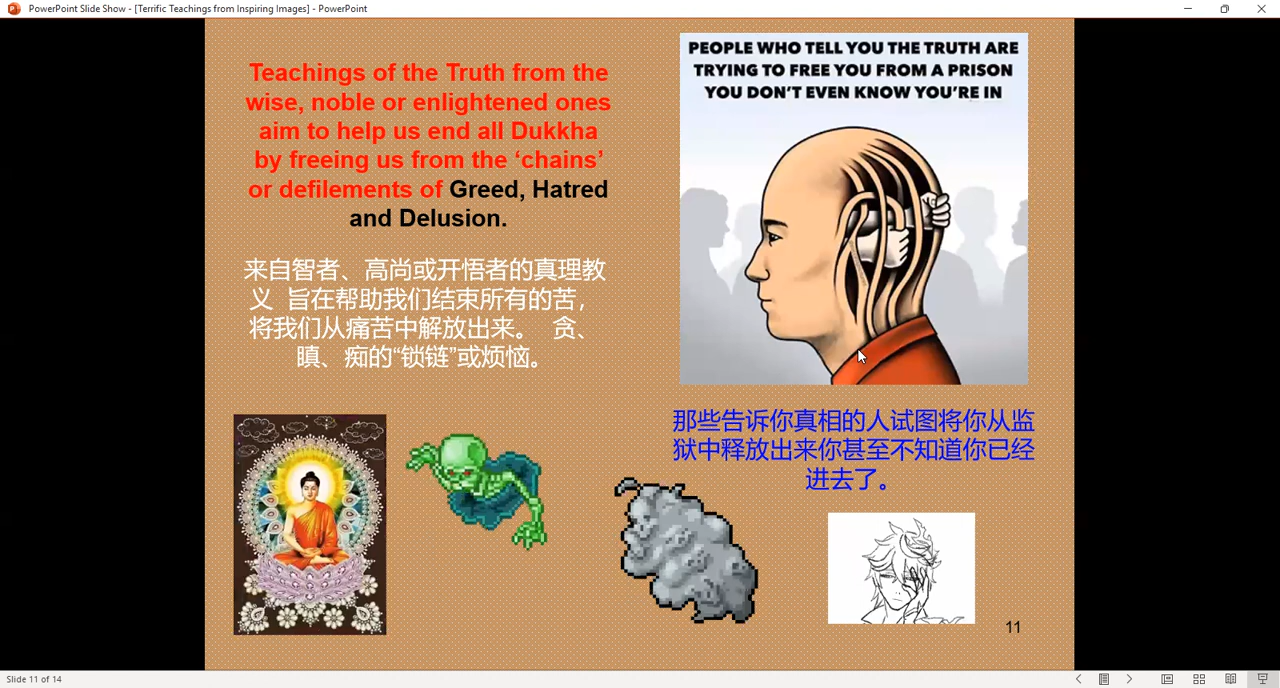 PowerPoint Slide Show - [Terrific Teachings from Inspiring Images] - PowerPoint
Teachings of the Truth from the
wise, noble or enlightened ones
aim to help us end all Dukkha
by freeing us from the ‘chains’
or defilements of Greed, Hatred
and Delusion.
来自智者、高尚或开悟者的真理教
义 旨在帮助我们结束所有的苦，
将我们从痛苦中解放出来。 贪、
瞋、痴的“锁链”或烦恼。
PEOPLE WHO TELL YOU THE TRUTH ARE
TRYING TO FREE YOU FROM A PRISON
YOU DON'T EVEN KNOW YOU'RE IN
那些告诉你真相的人试图将你从监
狱中释放出来你甚至不知道你已经
进去了。
11
Slide 11 of 14